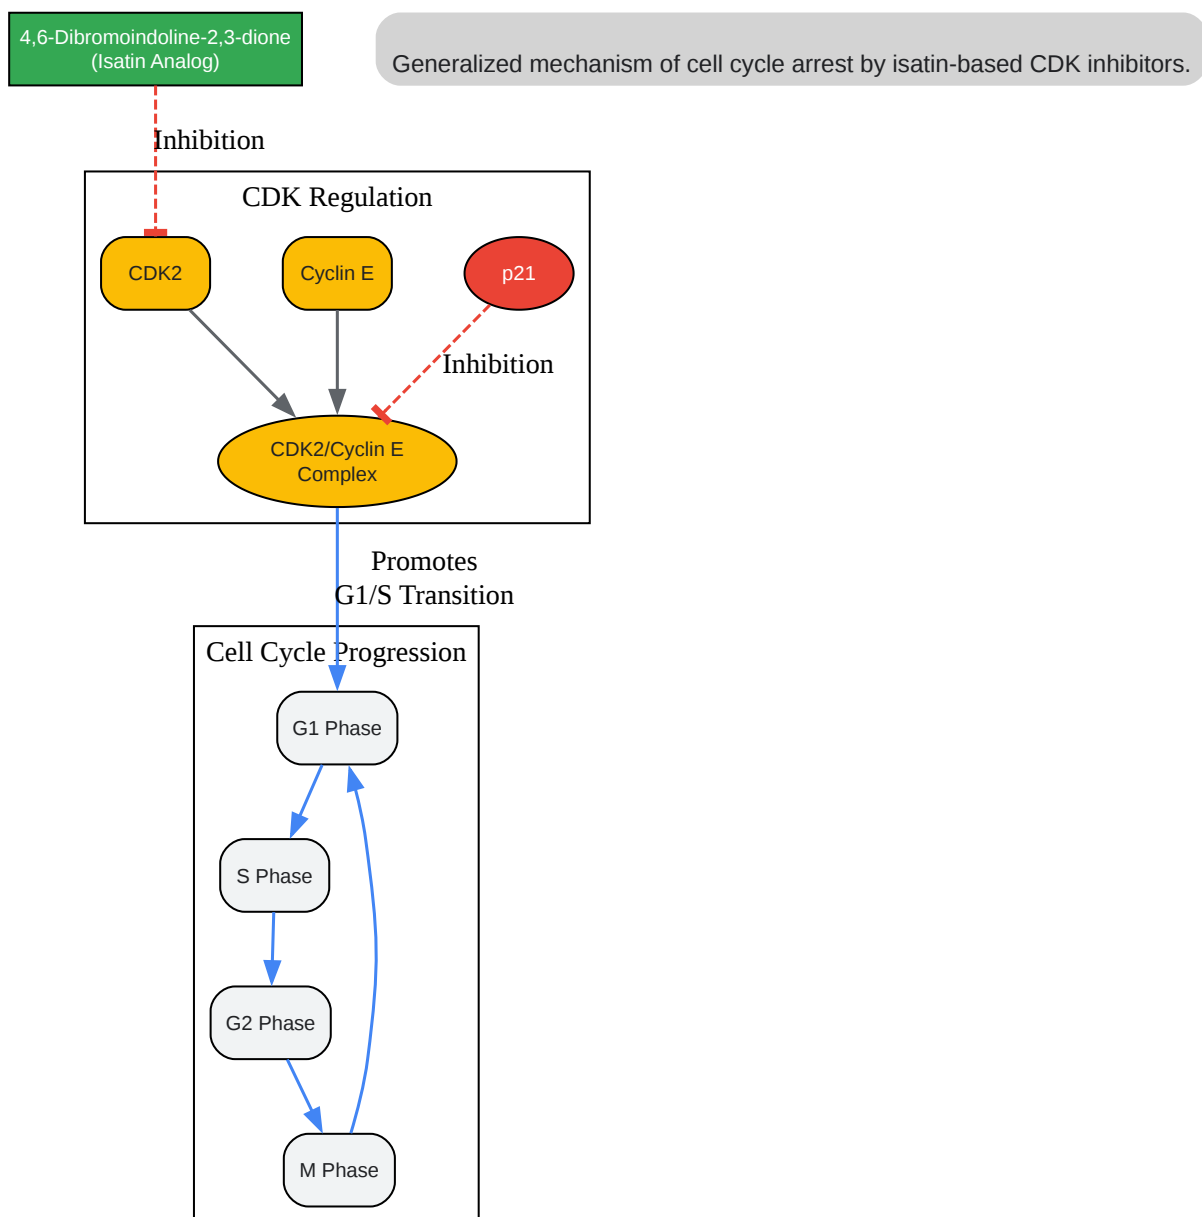 4,6-Dibromoindoline-2,3-dione
(Isatin Analog)
Generalized mechanism of cell cycle arrest by isatin-based CDK inhibitors.
Inhibition
CDK Regulation
CDK2
Cyclin E
p21
Inhibition
CDK2/Cyclin E
Complex
Promotes
G1/S Transition
Cell Cycle Progression
G1 Phase
S Phase
G2 Phase
M Phase